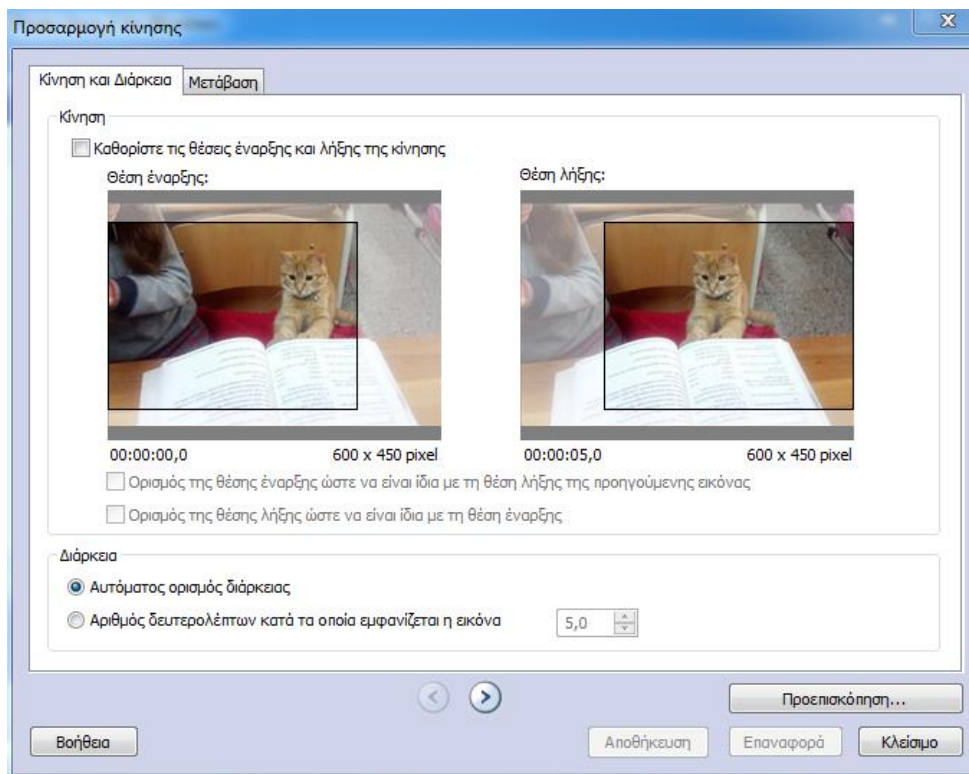 Προσαρμογή κίνησης
Κίνηση και Διάρκεια Μετάβαση
Κίνηση
Καθορίστε τις θέσεις έναρξης και λήξης της κίνησης
Θέση έναρξης: Θέση λήξης:
00:00:00,0 600 x 450 pixel 00:00:05,0 600 x 450 pixel
Ορισμός της θέσης έναρξης ώστε να είναι ίδια με τη θέση λήξης της προηγούμενης εικόνας
Ορισμός της θέσης λήξης ώστε να είναι ίδια με τη θέση έναρξης
Διάρκεια
Αυτόματος ορισμός διάρκειας
Αριθμός δευτερολέπτων κατά τα οποία εμφανίζεται η εικόνα 5,0
Προεπισκόπηση...
Βοήθεια Αποθήκευση Επαναφορά Κλείσιμο